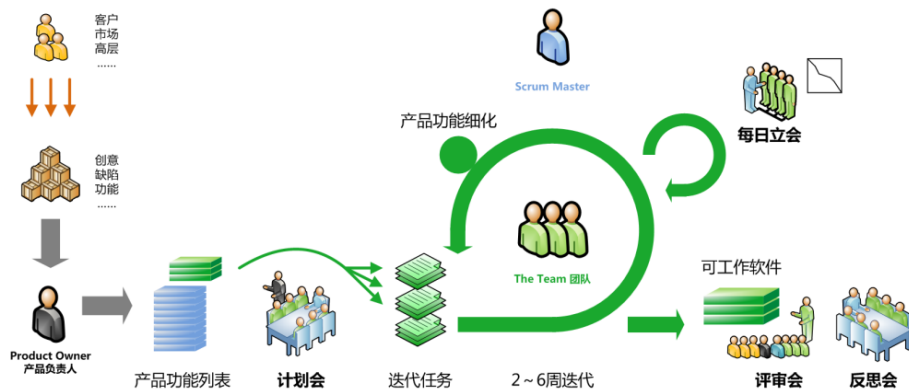 客户
市场
高层
……
创意
缺陷
功能
……
Product Owner
产品负责人
产品功能列表
计划会
迭代任务
产品功能细化
Scrum Master
The Team 团队
2～6周迭代
每日立会
可工作软件
评审会
反思会